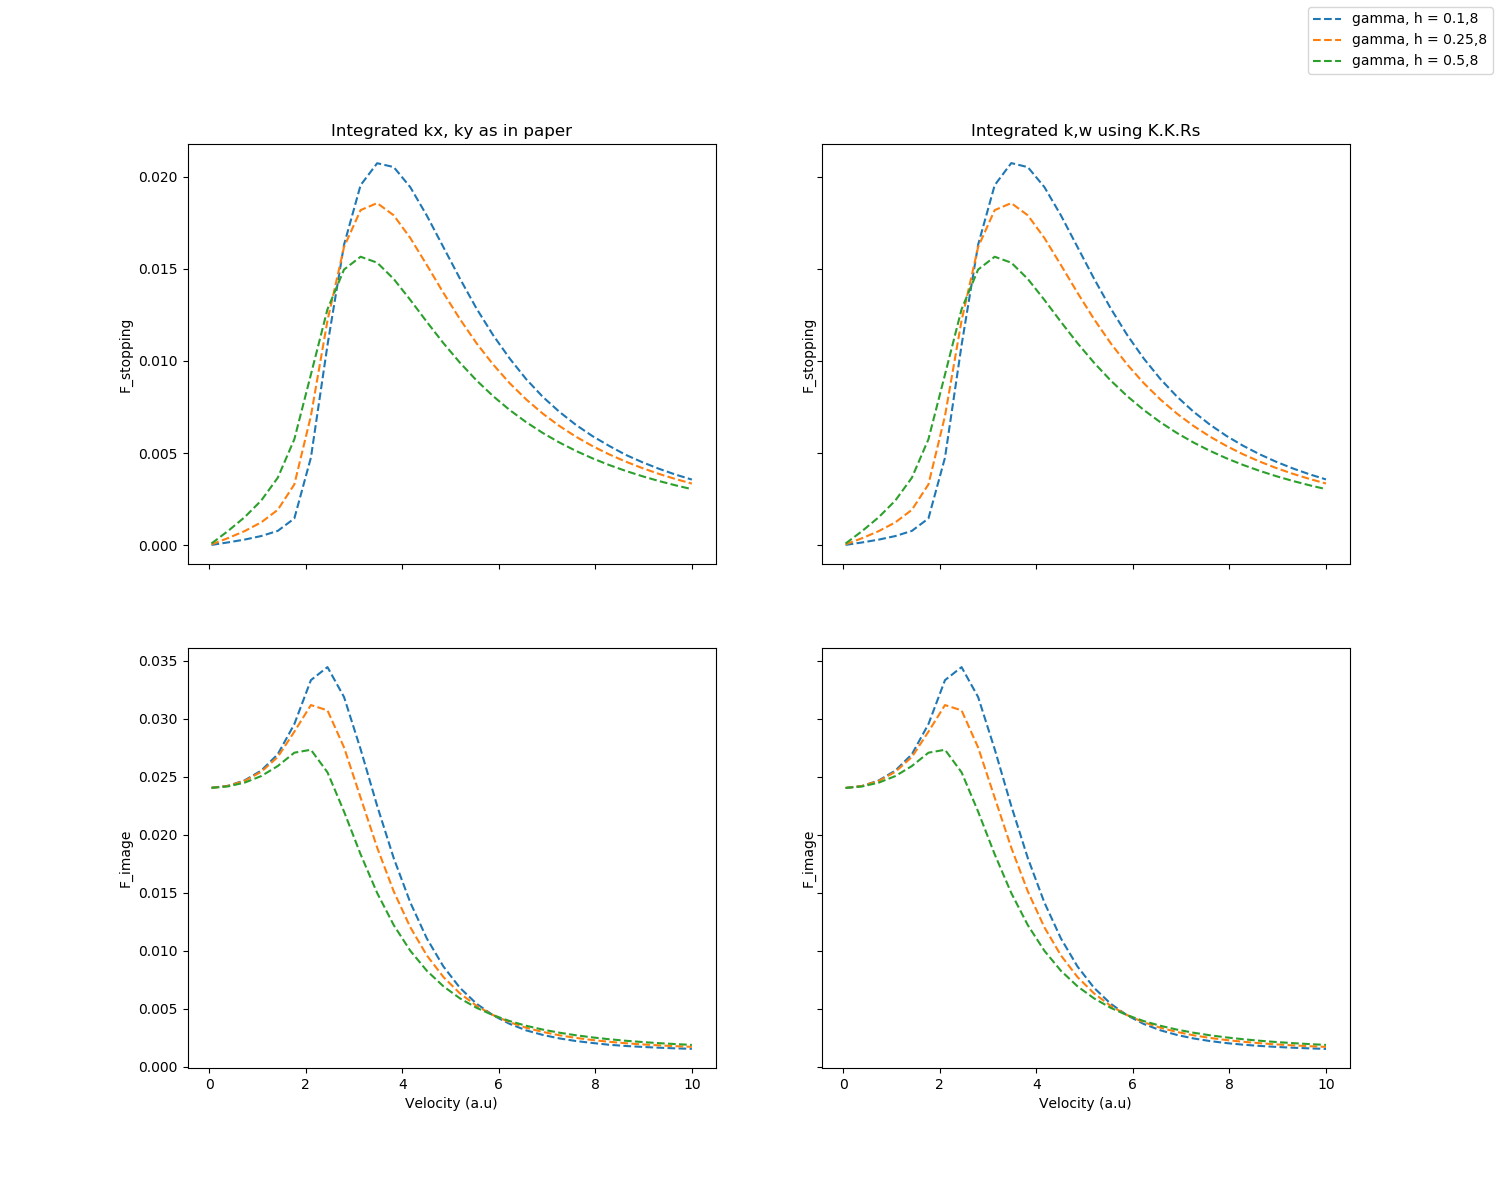 gamma, h = 0.1,8
gamma, h = 0.25,8
gamma, h = 0.5,8
Integrated kx, ky as in paper
Integrated k,w using K.K.Rs
0.020
0.015
0.010
0.005
0.000
F_stopping
F_stopping
0.035
0.030
0.025
0.020
0.015
0.010
0.005
0.000
F_image
F_image
0 2 4 6 8 10
0 2 4 6 8 10
Velocity (a.u)
Velocity (a.u)